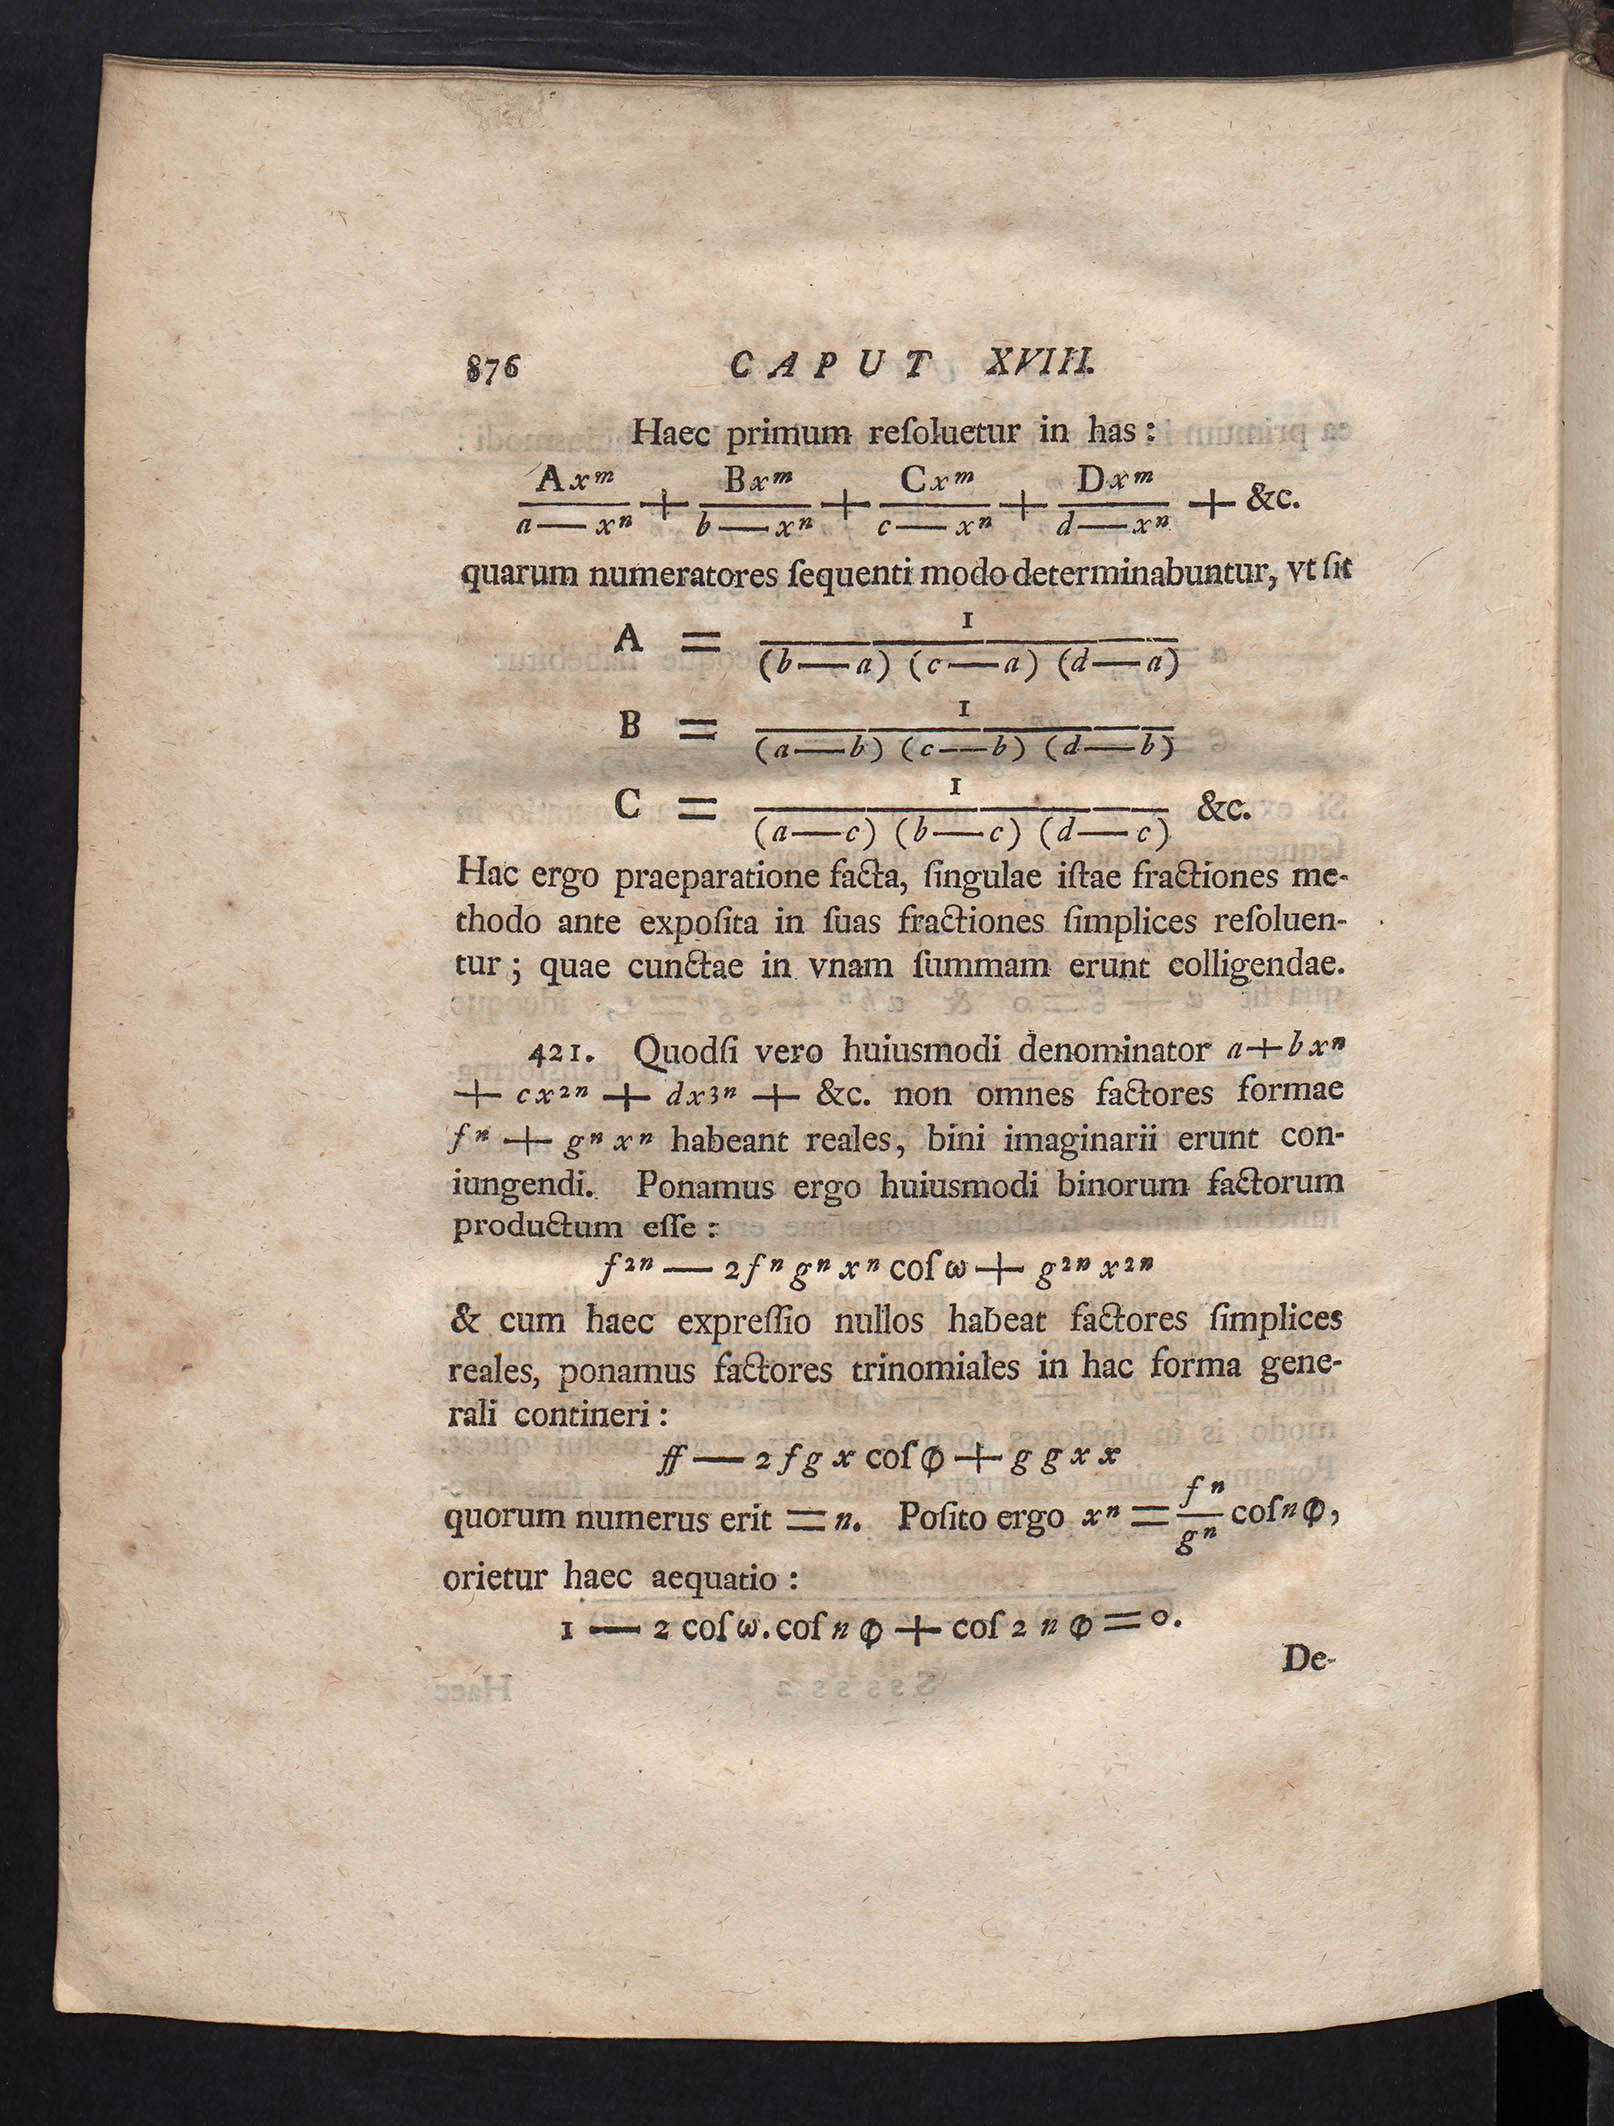 876 CAPUT XVIII.
Haec primum reſoluetur in has:
Axᵐ/(a — xⁿ) + Bxᵐ/(b — xⁿ) + Cxᵐ/(c — xⁿ) + Dxᵐ/(d — xⁿ) + &c.
quarum numeratores ſequenti modo determinabuntur, vt ſit
A = 1/((b — a) (c — a) (d — a))
B = 1/((a — b) (c — b) (d — b))
C = 1/((a — c) (b — c) (d — c)) &c.
Hac ergo praeparatione facta, ſingulae iſtae fractiones me-
thodo ante expoſita in ſuas fractiones ſimplices reſoluen-
tur; quae cunctae in vnam ſummam erunt colligendae.
421. Quodſi vero huiusmodi denominator a + bxⁿ
+ cx²ⁿ + dx³ⁿ + &c. non omnes factores formae
fⁿ + gⁿ xⁿ habeant reales, bini imaginarii erunt con-
iungendi. Ponamus ergo huiusmodi binorum factorum
productum eſſe:
f²ⁿ — 2fⁿ gⁿ xⁿ coſ ω + g²ⁿ x²ⁿ
& cum haec expreſſio nullos habeat factores ſimplices
reales, ponamus factores trinomiales in hac forma gene-
rali contineri:
ff — 2fgx coſ φ + ggxx
quorum numerus erit = n. Poſito ergo xⁿ = fⁿ/gⁿ coſ nφ,
orietur haec aequatio:
1 — 2 coſ ω. coſ nφ + coſ 2nφ = 0.
De-